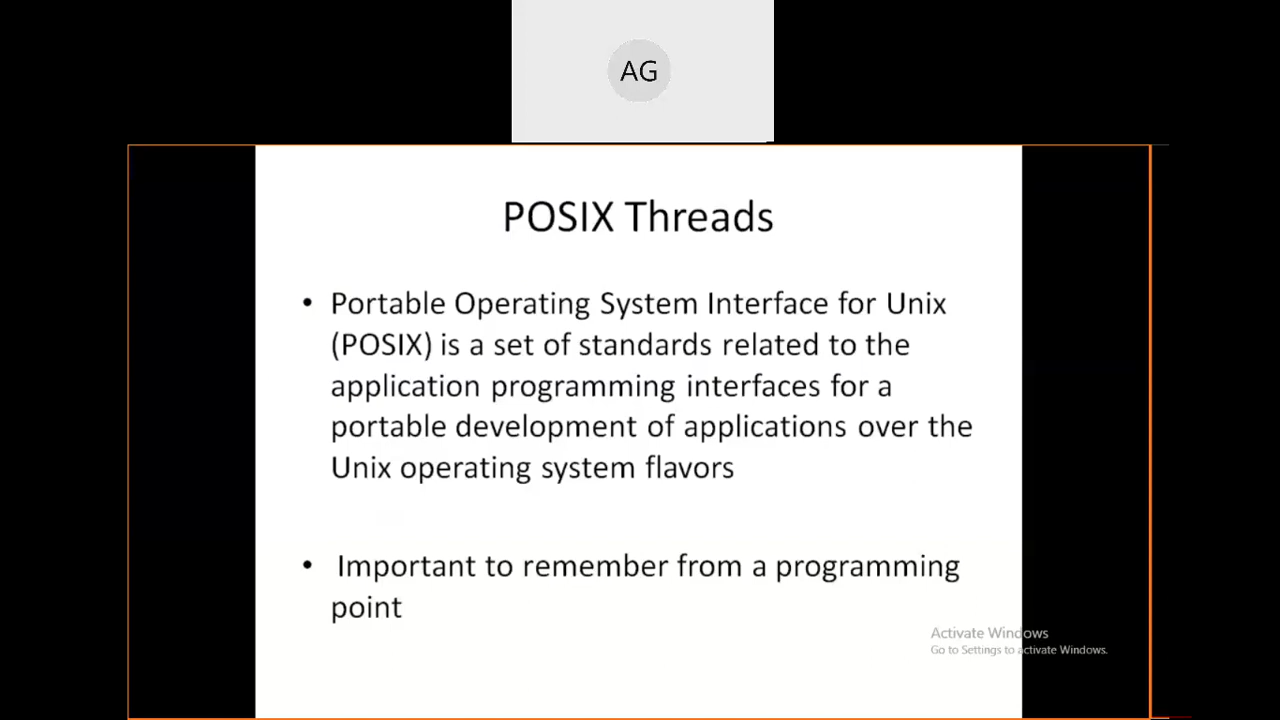 AG
POSIX Threads
• Portable Operating System Interface for Unix
(POSIX) is a set of standards related to the
application programming interfaces for a
portable development of applications over the
Unix operating system flavors
• Important to remember from a programming
point
Activate Windows
Go to Settings to activate Windows.